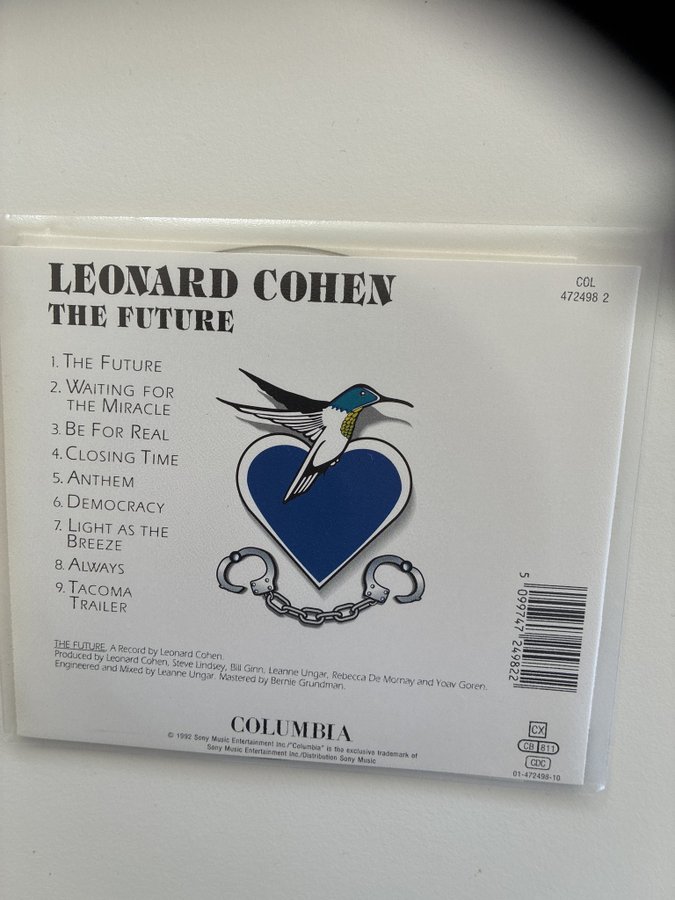 LEONARD COHEN
THE FUTURE
COL
472498 2
1. THE FUTURE
2. WAITING FOR
THE MIRACLE
3. BE FOR REAL
4. CLOSING TIME
5. ANTHEM
6. DEMOCRACY
7. LIGHT AS THE
BREEZE
8. ALWAYS
9. TACOMA
TRAILER
5 099747 249822
THE FUTURE. A Record by Leonard Cohen.
Produced by Leonard Cohen, Steve Lindsey, Bill Ginn, Leanne Ungar, Rebecca De Mornay and Yoav Goren.
Engineered and Mixed by Leanne Ungar. Mastered by Bernie Grundman.
COLUMBIA
© 1992 Sony Music Entertainment Inc./"Columbia" is the exclusive trademark of
Sony Music Entertainment Inc./Distribution Sony Music
CX
CB 811
CDC
01-472498-10